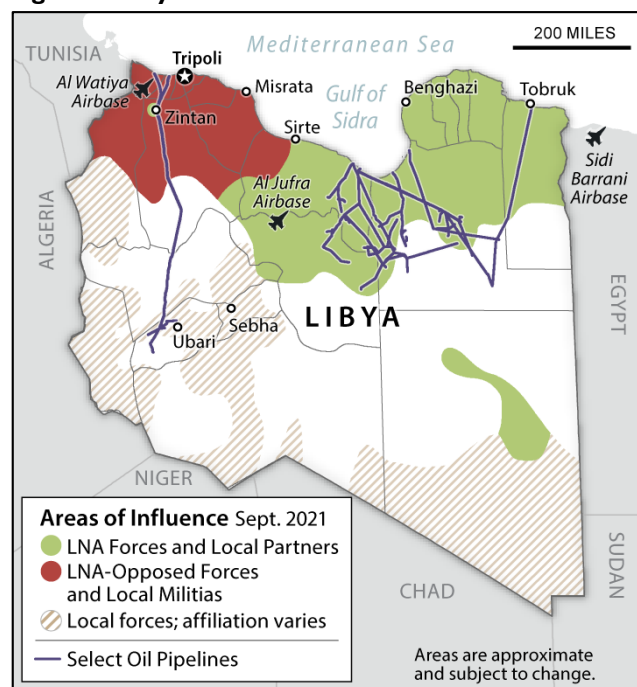 TUNISIA
Mediterranean Sea
200 MILES
Tripoli
Al Watiya
Airbase
Misrata
Gulf of
Sidra
Benghazi
Tobruk
Zintan
Sirte
Sidi
Barrani
Airbase
Al Jufra
Airbase
ALGERIA
EGYPT
LIBYA
Sebha
Ubari
NIGER
CHAD
SUDAN
Areas of Influence Sept. 2021
LNA Forces and Local Partners
LNA-Opposed Forces
and Local Militias
Local forces; affiliation varies
Select Oil Pipelines
Areas are approximate
and subject to change.